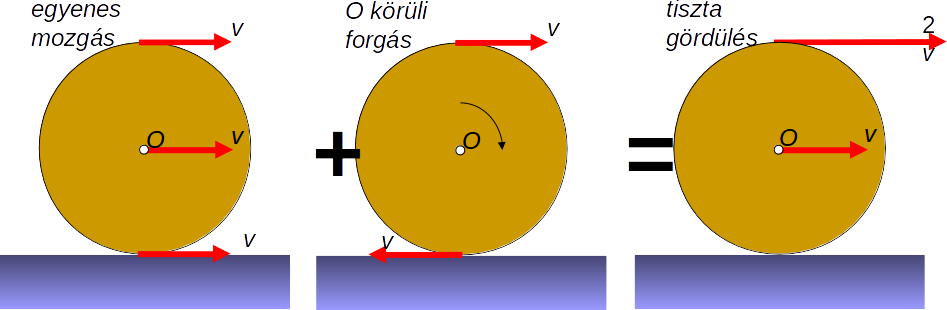 egyenes
mozgás
v
O
v
v
+
O körüli
forgás
v
O
v
=
tiszta
gördülés
2
v
O
v